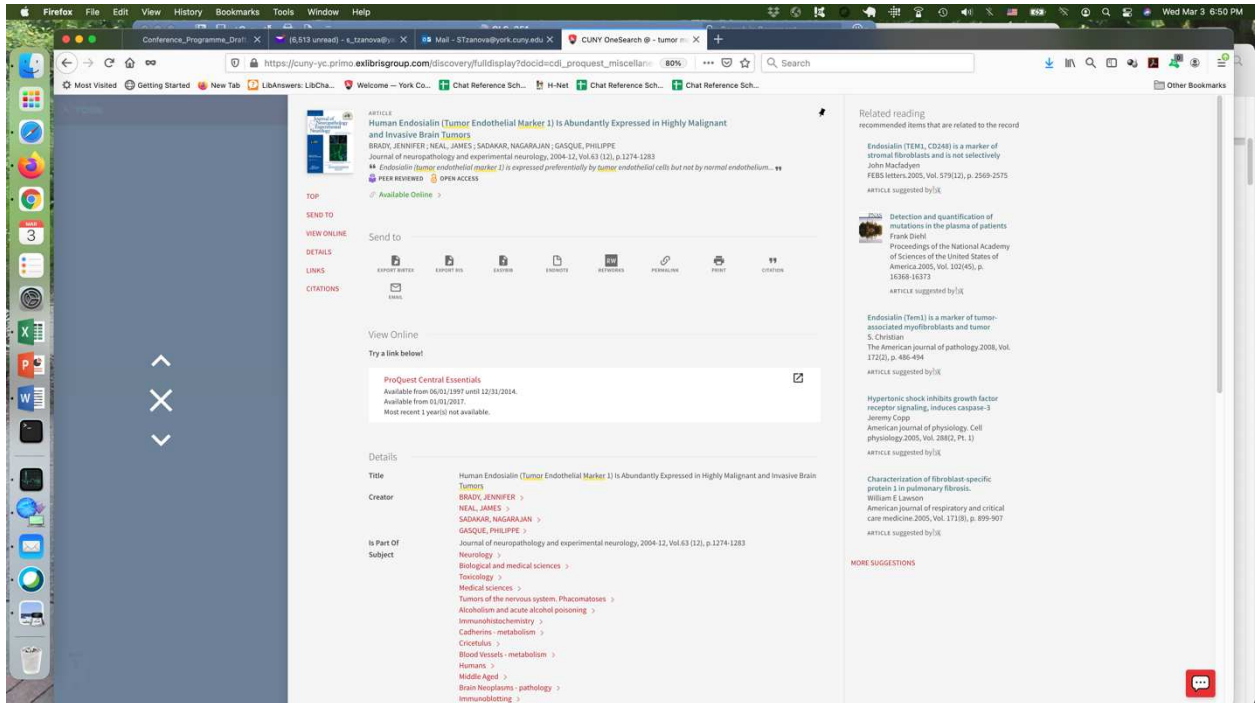 Firefox File Edit View History Bookmarks Tools Window Help
Wed Mar 3 6:50 PM
Conference_Programme_Draft
(6,513 unread) - s_tzanova@y
Mail - STzanova@york.cuny.edu
CUNY OneSearch @ - tumor m
https://cuny-yc.primo.exlibrisgroup.com/discovery/fulldisplay?docid=cdi_proquest_miscellane
80%
Search
Most Visited
Getting Started
New Tab
LibAnswers: LibCha...
Welcome — York Co...
Chat Reference Sch...
H-Net
Chat Reference Sch...
Chat Reference Sch...
Other Bookmarks
ARTICLE
Human Endosialin (Tumor Endothelial Marker 1) Is Abundantly Expressed in Highly Malignant
and Invasive Brain Tumors
BRADY, JENNIFER ; NEAL, JAMES ; SADAKAR, NAGARAJAN ; GASQUE, PHILIPPE
Journal of neuropathology and experimental neurology, 2004-12, Vol.63 (12), p.1274-1283
Endosialin (tumor endothelial marker 1) is expressed preferentially by tumor endothelial cells but not by normal endothelium...
PEER REVIEWED OPEN ACCESS
Available Online >
TOP
SEND TO
VIEW ONLINE
DETAILS
LINKS
CITATIONS
Send to
EXPORT BIBTEX
EXPORT RIS
EASYBIB
ENDNOTE
RW
REFWORKS
PERMALINK
PRINT
CITATION
EMAIL
View Online
Try a link below!
ProQuest Central Essentials
Available from 06/01/1997 until 12/31/2014.
Available from 01/01/2017.
Most recent 1 year(s) not available.
Details
Title Human Endosialin (Tumor Endothelial Marker 1) Is Abundantly Expressed in Highly Malignant and Invasive Brain
Tumors
Creator BRADY, JENNIFER >
NEAL, JAMES >
SADAKAR, NAGARAJAN >
GASQUE, PHILIPPE >
Is Part Of Journal of neuropathology and experimental neurology, 2004-12, Vol.63 (12), p.1274-1283
Subject Neurology >
Biological and medical sciences >
Toxicology >
Medical sciences >
Tumors of the nervous system. Phacomatoses >
Alcoholism and acute alcohol poisoning >
Immunohistochemistry >
Cadherins - metabolism >
Cricetulus >
Blood Vessels - metabolism >
Humans >
Middle Aged >
Brain Neoplasms - pathology >
Immunoblotting >
Related reading
recommended items that are related to the record
Endosialin (TEM1, CD248) is a marker of
stromal fibroblasts and is not selectively
John Macfadyen
FEBS letters.2005, Vol. 579(12), p. 2569-2575
ARTICLE suggested by
Detection and quantification of
mutations in the plasma of patients
Frank Diehl
Proceedings of the National Academy
of Sciences of the United States of
America.2005, Vol. 102(45), p.
16368-16373
ARTICLE suggested by
Endosialin (Tem1) is a marker of tumor-
associated myofibroblasts and tumor
S. Christian
The American journal of pathology.2008, Vol.
172(2), p. 486-494
ARTICLE suggested by
Hypertonic shock inhibits growth factor
receptor signaling, induces caspase-3
Jeremy Copp
American journal of physiology. Cell
physiology.2005, Vol. 288(2, Pt. 1)
ARTICLE suggested by
Characterization of fibroblast-specific
protein 1 in pulmonary fibrosis.
William E Lawson
American journal of respiratory and critical
care medicine.2005, Vol. 171(8), p. 899-907
ARTICLE suggested by
MORE SUGGESTIONS